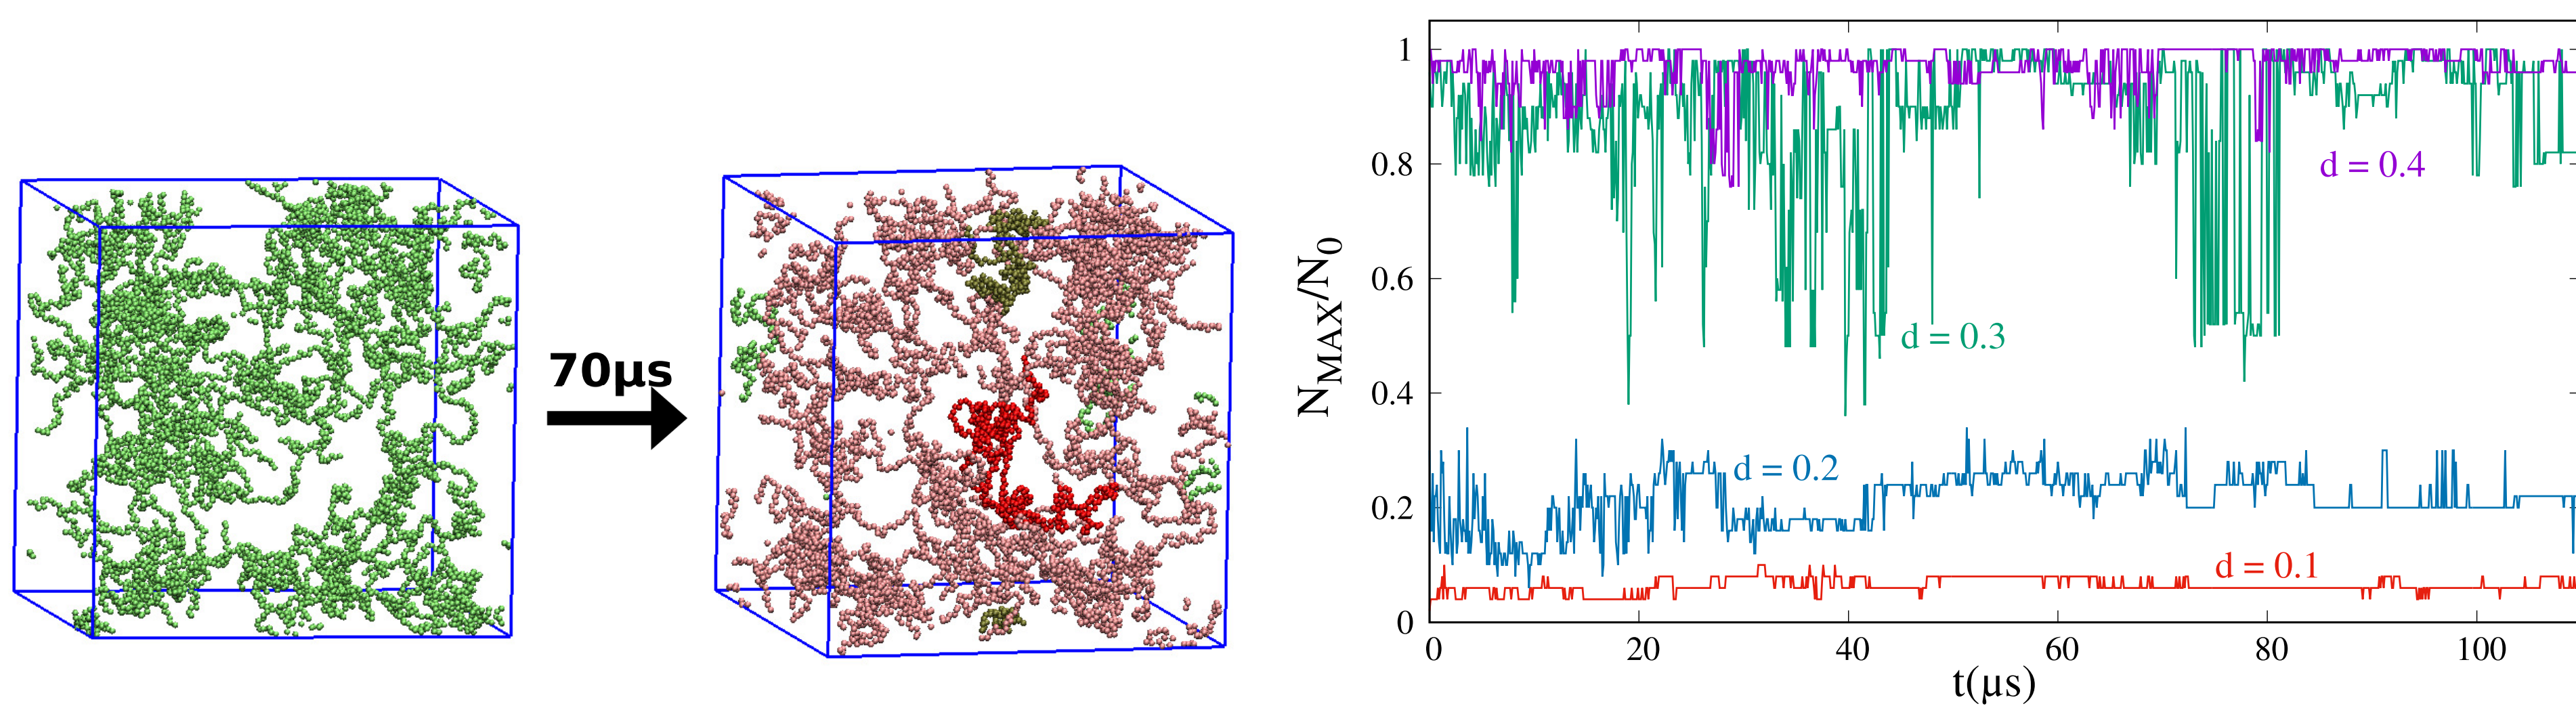 70μs
N_MAX/N_0
1
0.8
0.6
0.4
0.2
0
d = 0.4
d = 0.3
d = 0.2
d = 0.1
0 20 40 60 80 100
t(μs)